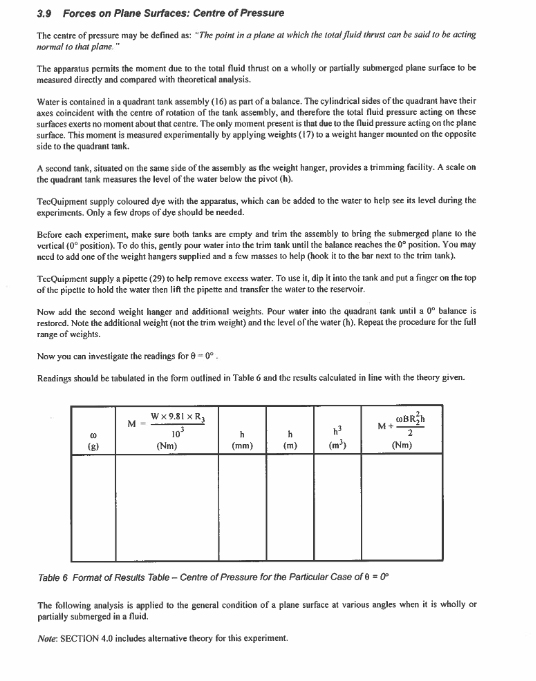 3.9 Forces on Plane Surfaces: Centre of Pressure
The centre of pressure may be defined as: "The point in a plane at which the total fluid thrust can be said to be acting
normal to that plane."
The apparatus permits the moment due to the total fluid thrust on a wholly or partially submerged plane surface to be
measured directly and compared with theoretical analysis.
Water is contained in a quadrant tank assembly (16) as part of a balance. The cylindrical sides of the quadrant have their
axes coincident with the centre of rotation of the tank assembly, and therefore the total fluid pressure acting on these
surfaces exerts no moment about that centre. The only moment present is that due to the fluid pressure acting on the plane
surface. This moment is measured experimentally by applying weights (17) to a weight hanger mounted on the opposite
side to the quadrant tank.
A second tank, situated on the same side of the assembly as the weight hanger, provides a trimming facility. A scale on
the quadrant tank measures the level of the water below the pivot (h).
TecQuipment supply coloured dye with the apparatus, which can be added to the water to help see its level during the
experiments. Only a few drops of dye should be needed.
Before each experiment, make sure both tanks are empty and trim the assembly to bring the submerged plane to the
vertical (0° position). To do this, gently pour water into the trim tank until the balance reaches the 0° position. You may
need to add one of the weight hangers supplied and a few masses to help (hook it to the bar next to the trim tank).
TecQuipment supply a pipette (29) to help remove excess water. To use it, dip it into the tank and put a finger on the top
of the pipette to hold the water then lift the pipette and transfer the water to the reservoir.
Now add the second weight hanger and additional weights. Pour water into the quadrant tank until a 0° balance is
restored. Note the additional weight (not the trim weight) and the level of the water (h). Repeat the procedure for the full
range of weights.
Now you can investigate the readings for θ = 0° .
Readings should be tabulated in the form outlined in Table 6 and the results calculated in line with the theory given.
ω
(g)
M = W x 9.81 x R₃
10³
(Nm)
h
(mm)
h
(m)
h³
(m³)
M + ωBR₂²h
2
(Nm)
Table 6 Format of Results Table – Centre of Pressure for the Particular Case of θ = 0°
The following analysis is applied to the general condition of a plane surface at various angles when it is wholly or
partially submerged in a fluid.
Note: SECTION 4.0 includes alternative theory for this experiment.